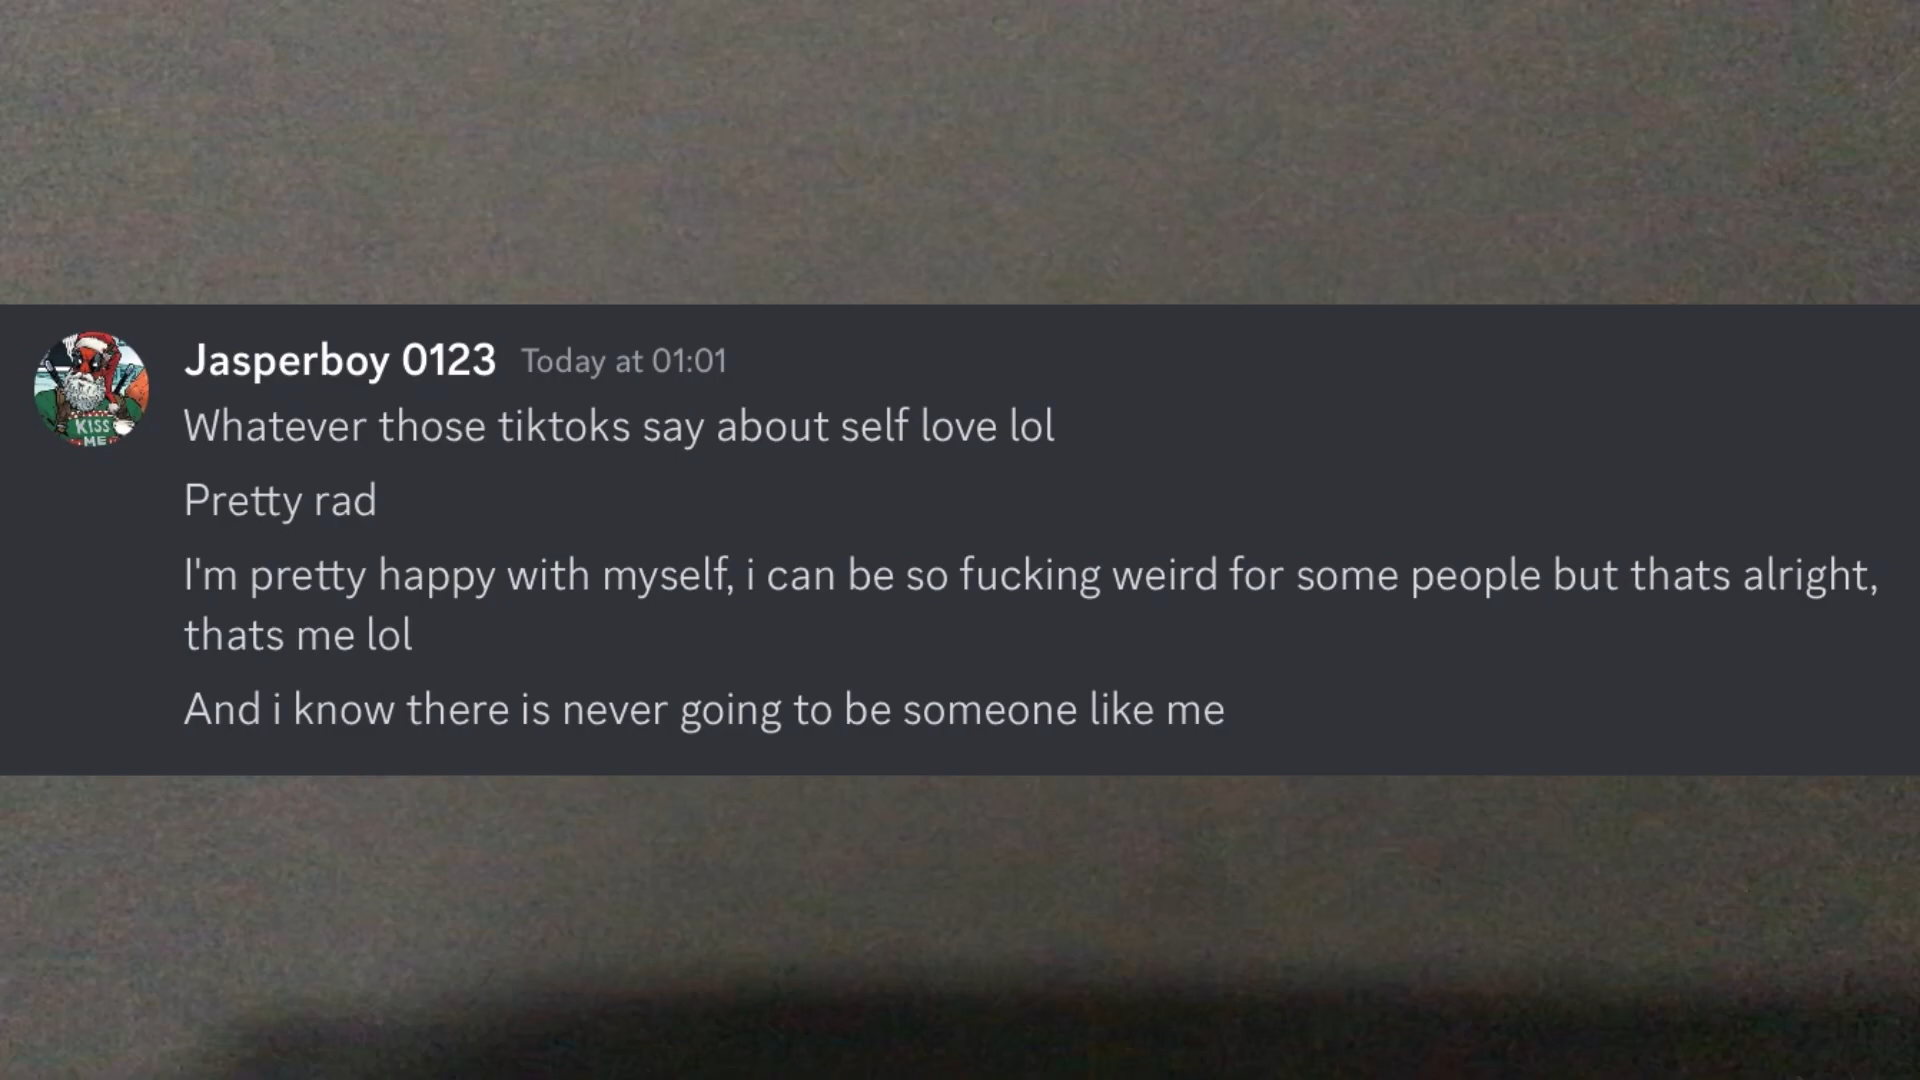 Jasperboy 0123 Today at 01:01
KISS
ME
Whatever those tiktoks say about self love lol
Pretty rad
I'm pretty happy with myself, i can be so fucking weird for some people but thats alright,
thats me lol
And i know there is never going to be someone like me